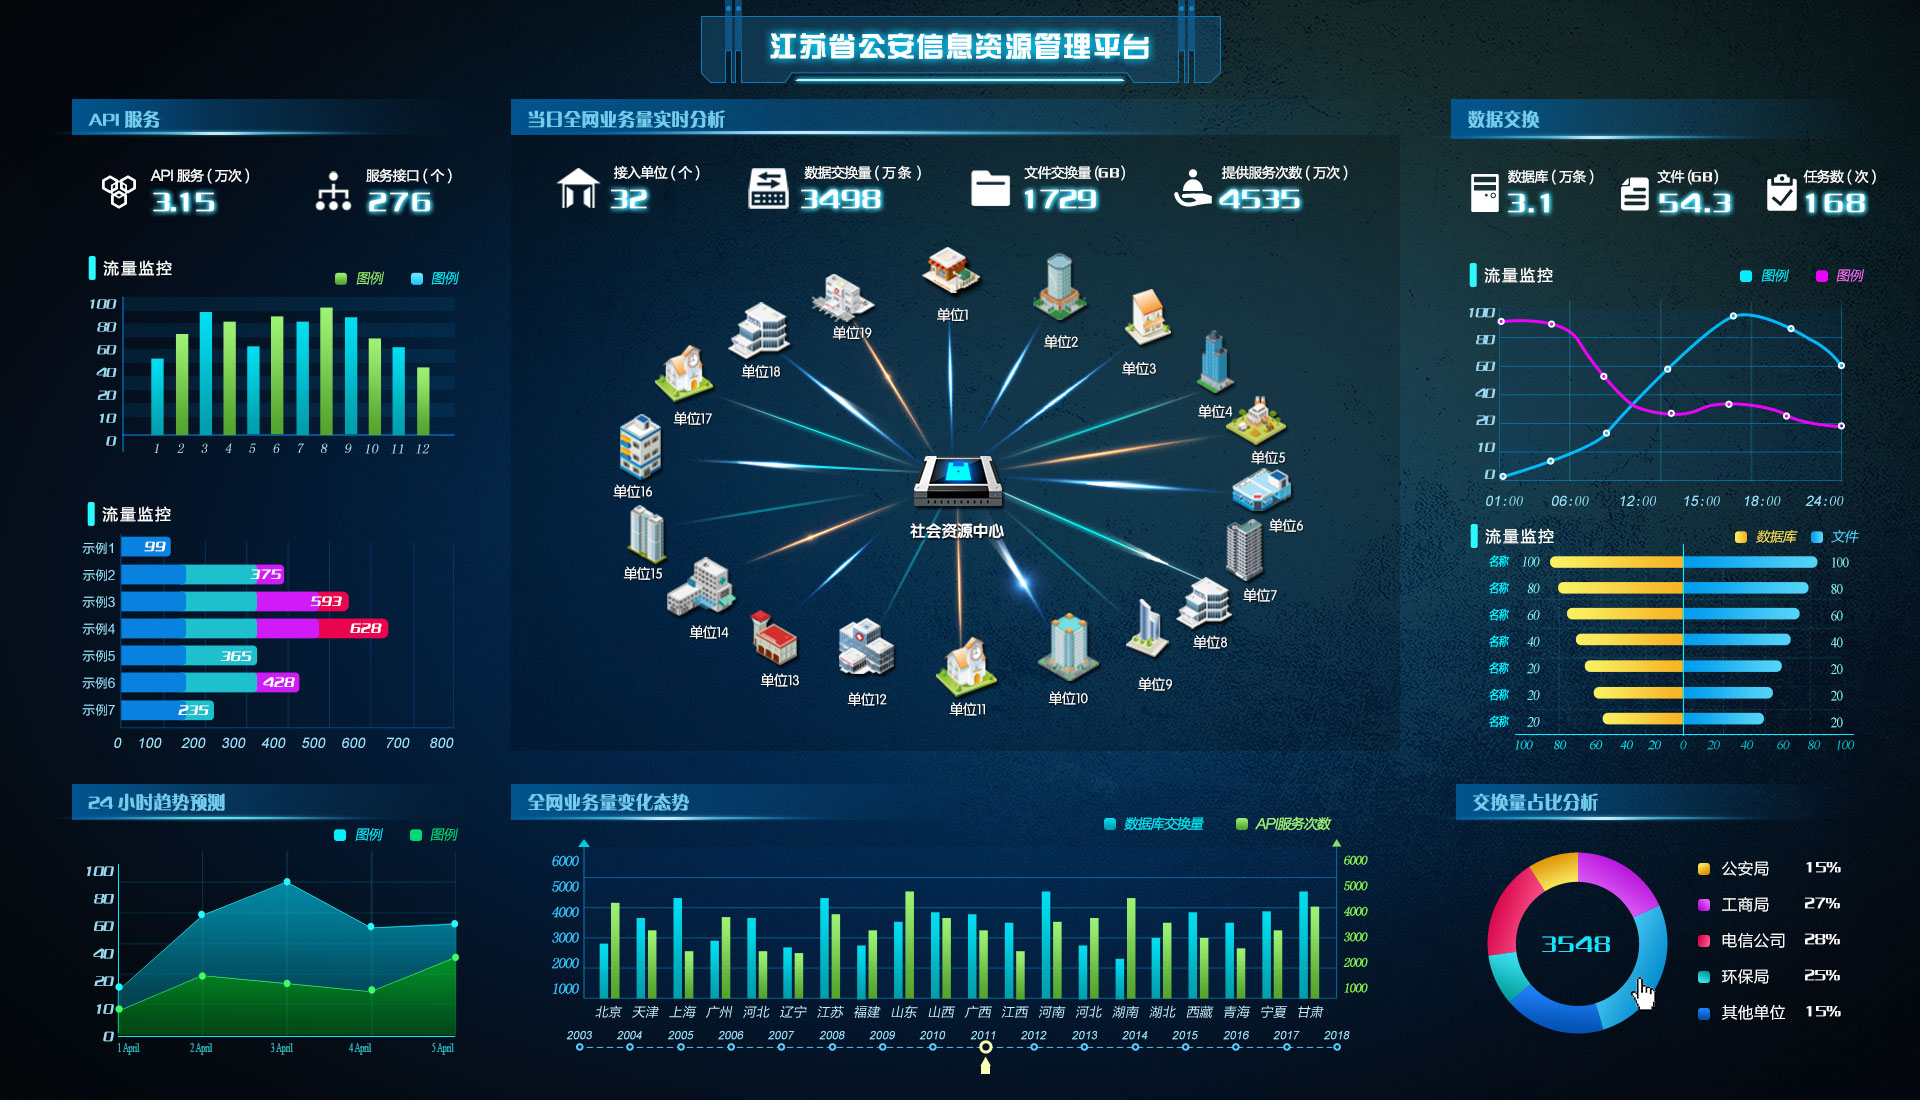 江苏省公安信息资源管理平台
API 服务
API 服务 ( 万次 )
3.15
服务接口 ( 个 )
276
流量监控
图例 图例
100
80
60
40
20
10
0
1 2 3 4 5 6 7 8 9 10 11 12
流量监控
示例1 99
示例2 375
示例3 593
示例4 628
示例5 365
示例6 428
示例7 235
0 100 200 300 400 500 600 700 800
24 小时趋势预测
图例 图例
100
80
60
40
20
10
0
1 April 2 April 3 April 4 April 5 April
当日全网业务量实时分析
接入单位 ( 个 )
32
数据交换量 ( 万条 )
3498
文件交换量 (GB)
1729
提供服务次数 ( 万次 )
4535
单位1
单位2
单位3
单位4
单位5
单位6
单位7
单位8
单位9
单位10
单位11
单位12
单位13
单位14
单位15
单位16
单位17
单位18
单位19
社会资源中心
全网业务量变化态势
数据库交换量 API服务次数
6000 6000
5000 5000
4000 4000
3000 3000
2000 2000
1000 1000
北京 天津 上海 广州 河北 辽宁 江苏 福建 山东 山西 广西 江西 河南 河北 湖南 湖北 西藏 青海 宁夏 甘肃
2003 2004 2005 2006 2007 2008 2009 2010 2011 2012 2013 2014 2015 2016 2017 2018
数据交换
数据库 ( 万条 )
3.1
文件 (GB)
54.3
任务数 ( 次 )
168
流量监控
图例 图例
100
80
60
40
20
10
0
01:00 06:00 12:00 15:00 18:00 24:00
流量监控
数据库 文件
名称 100 100
名称 80 80
名称 60 60
名称 40 40
名称 20 20
名称 20 20
名称 20 20
100 80 60 40 20 0 20 40 60 80 100
交换量占比分析
3548
公安局 15%
工商局 27%
电信公司 28%
环保局 25%
其他单位 15%